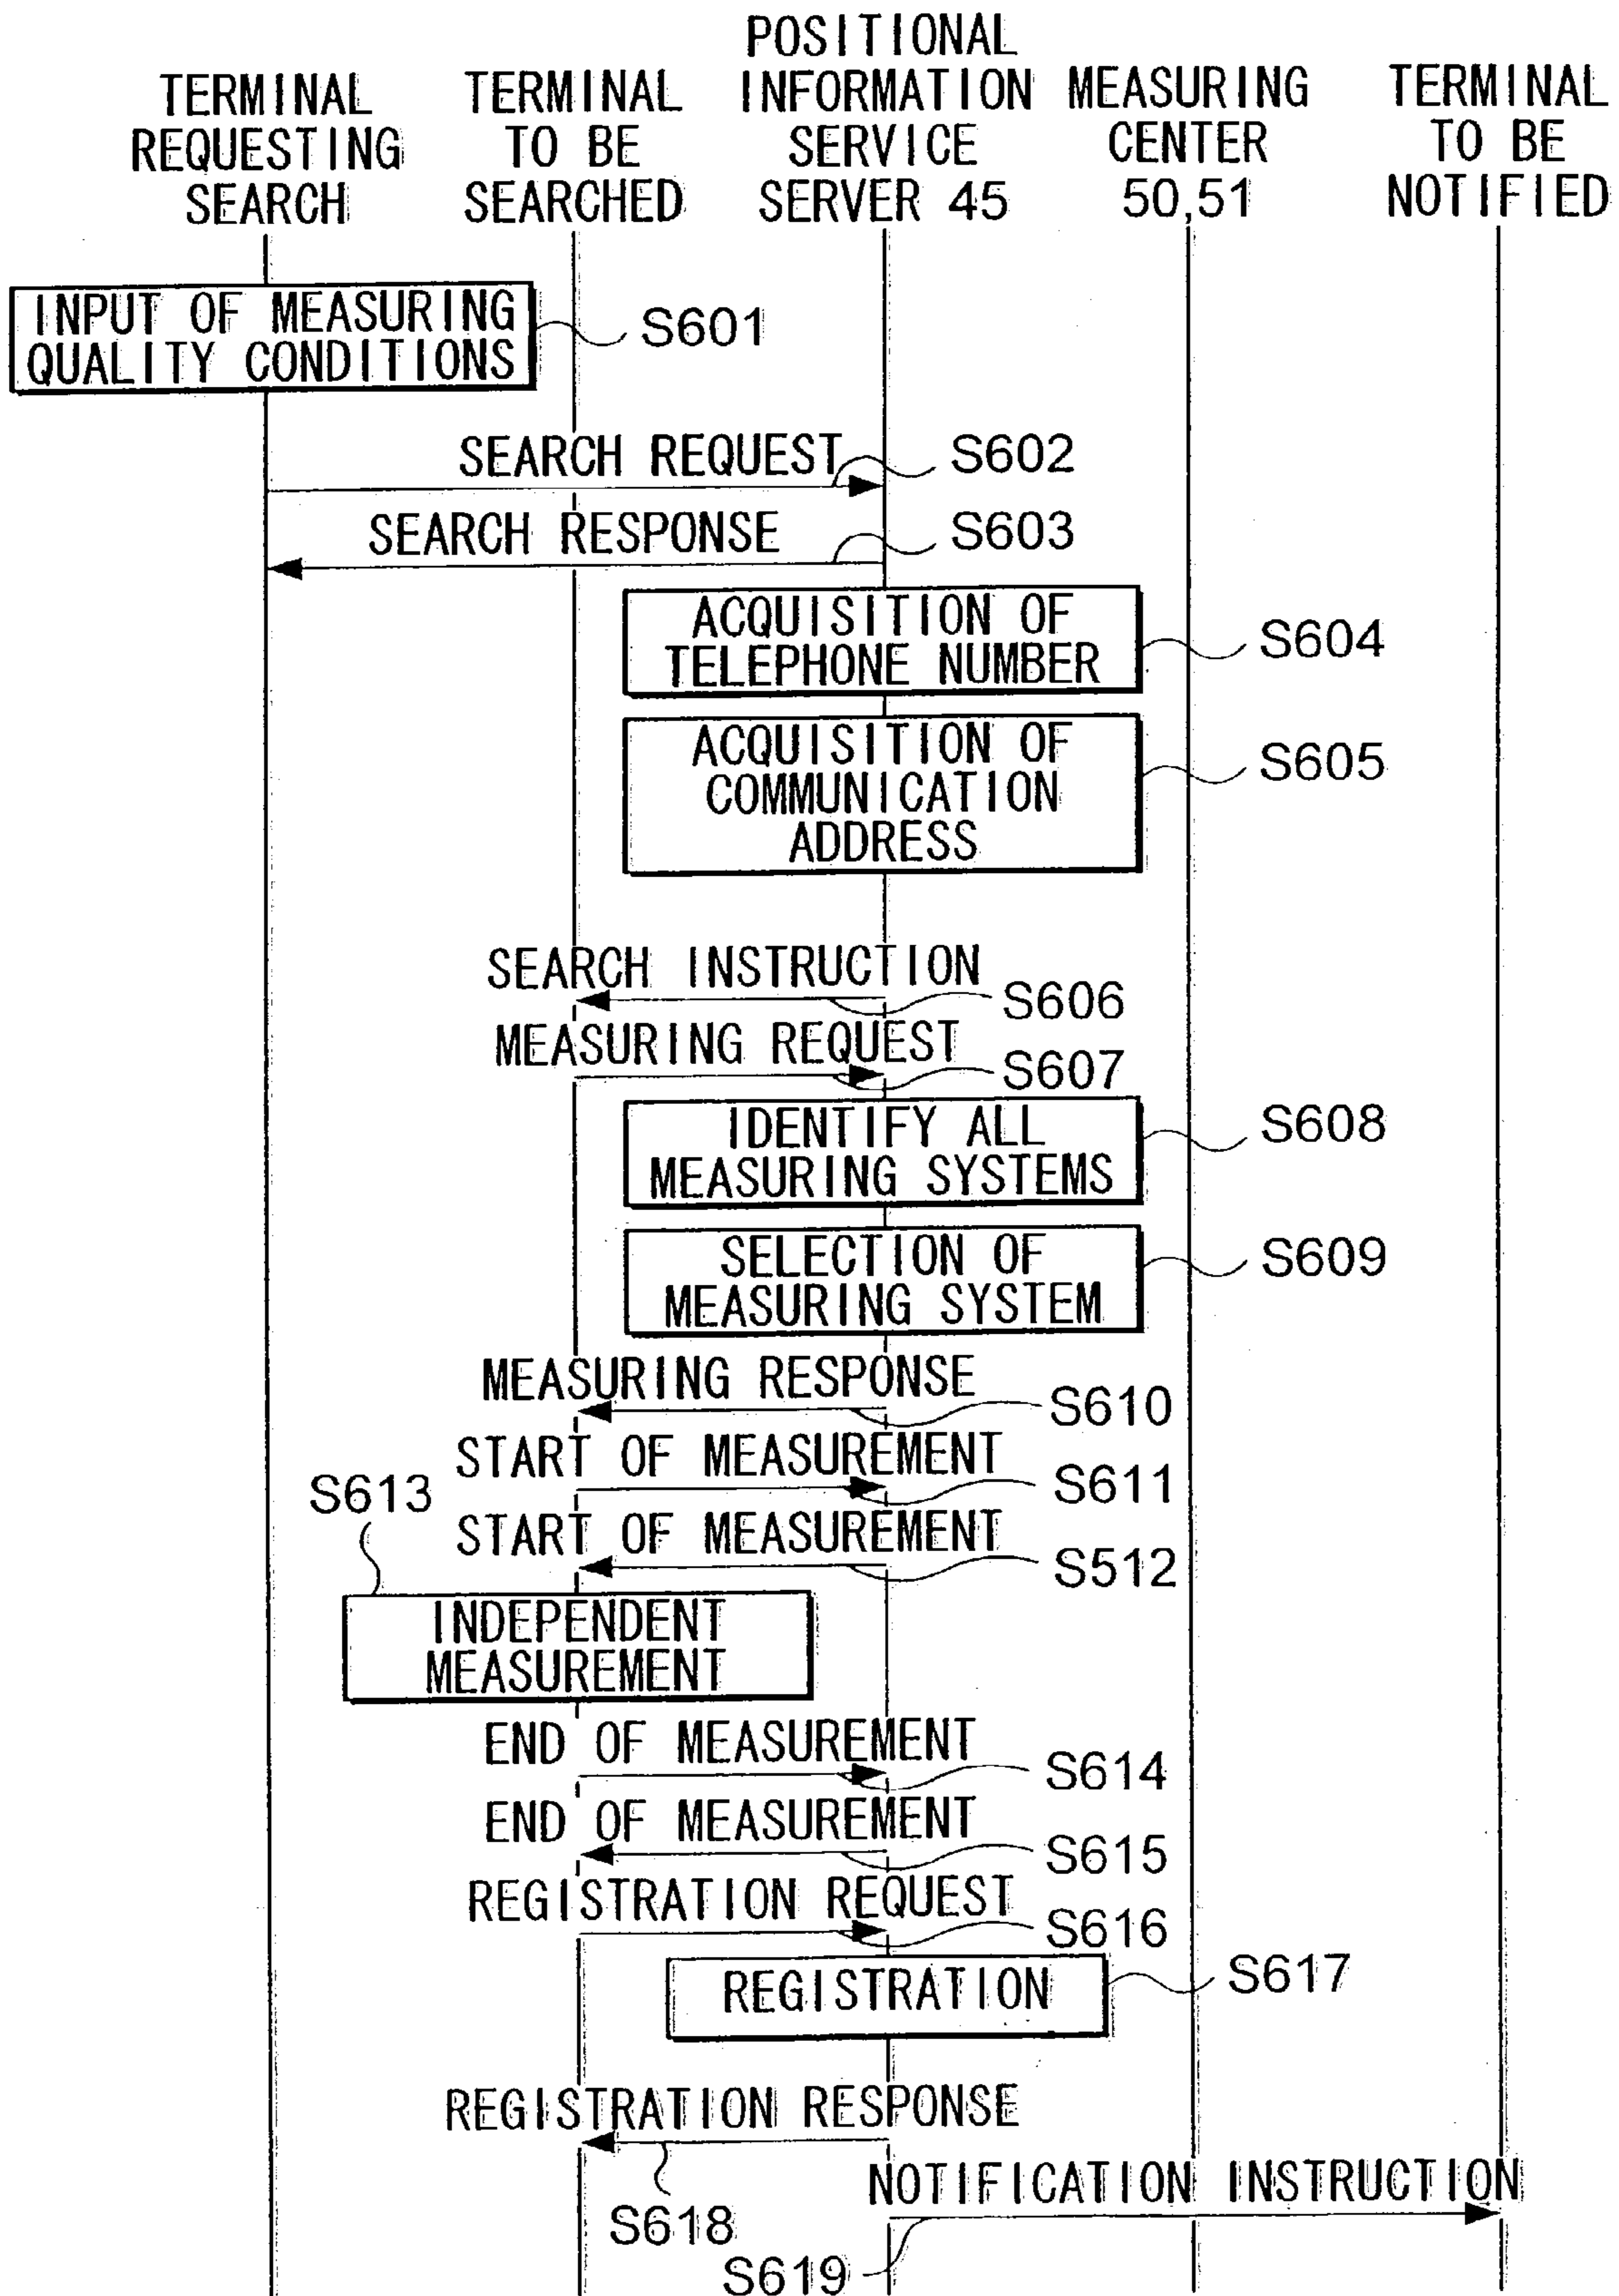 TERMINAL
REQUESTING
SEARCH
TERMINAL
TO BE
SEARCHED
POSITIONAL
INFORMATION
SERVICE
SERVER 45
MEASURING
CENTER
50,51
TERMINAL
TO BE
NOTIFIED
INPUT OF MEASURING
QUALITY CONDITIONS
S601
SEARCH REQUEST
S602
SEARCH RESPONSE
S603
ACQUISITION OF
TELEPHONE NUMBER
S604
ACQUISITION OF
COMMUNICATION
ADDRESS
S605
SEARCH INSTRUCTION
S606
MEASURING REQUEST
S607
IDENTIFY ALL
MEASURING SYSTEMS
S608
SELECTION OF
MEASURING SYSTEM
S609
MEASURING RESPONSE
S610
START OF MEASUREMENT
S611
S613
START OF MEASUREMENT
S512
INDEPENDENT
MEASUREMENT
END OF MEASUREMENT
S614
END OF MEASUREMENT
S615
REGISTRATION REQUEST
S616
REGISTRATION
S617
REGISTRATION RESPONSE
S618
NOTIFICATION INSTRUCTION
S619